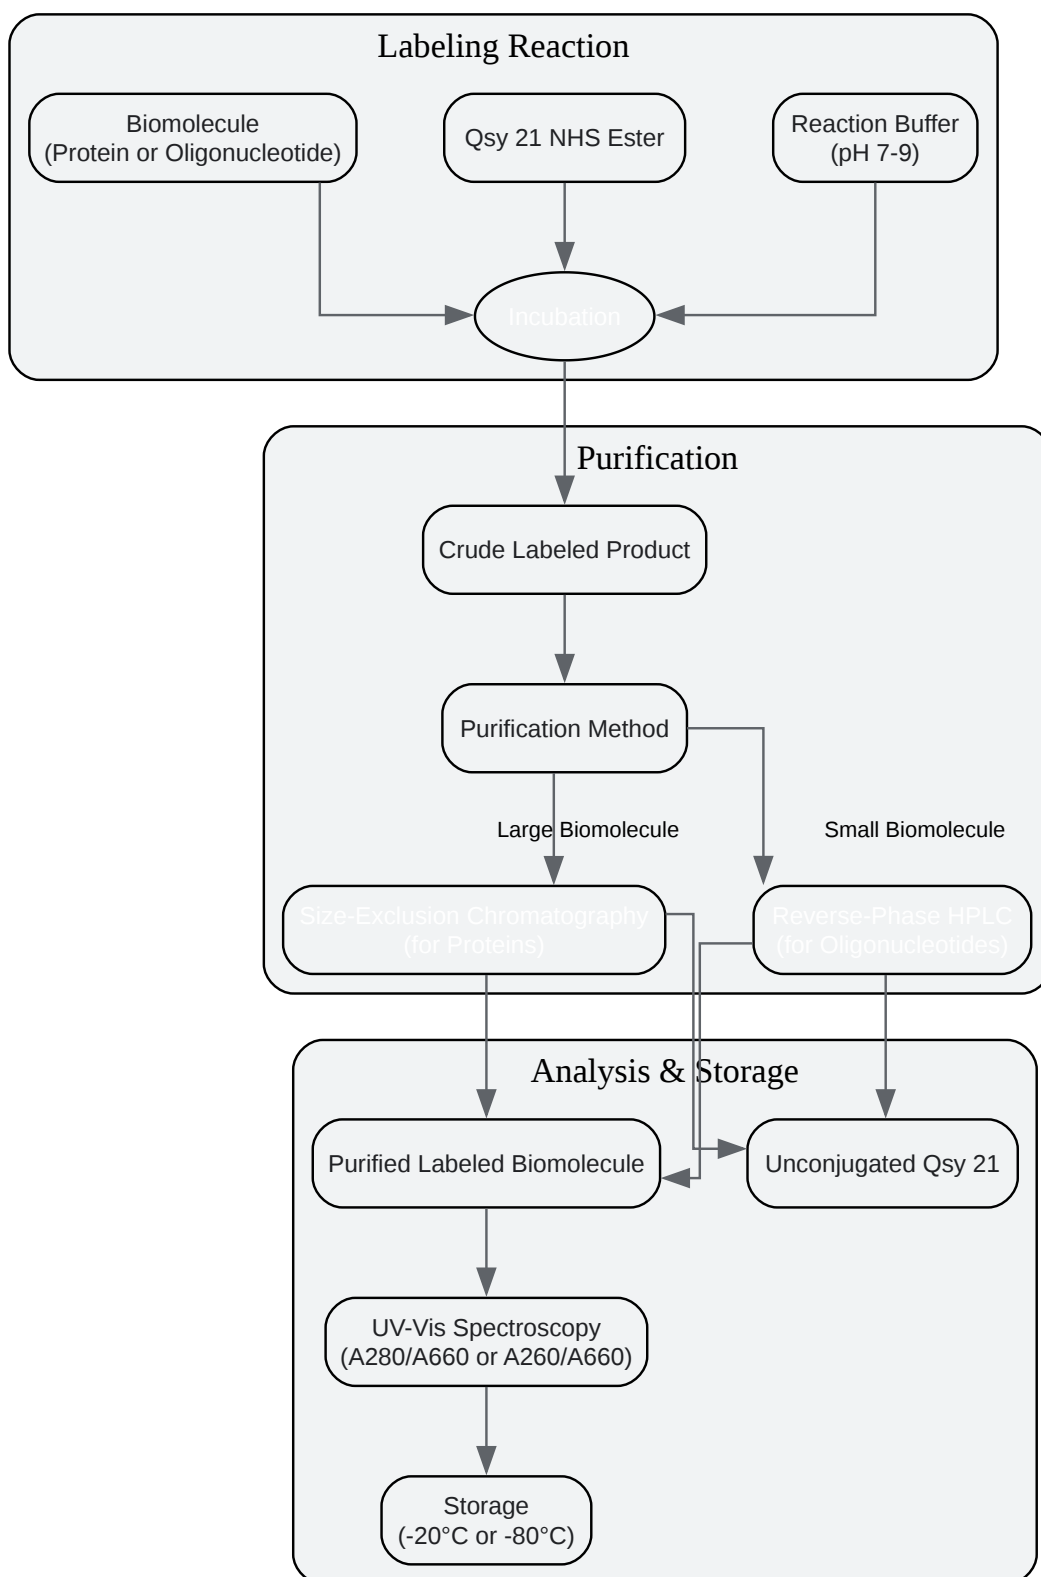 Labeling Reaction
Biomolecule
(Protein or Oligonucleotide)
Qsy 21 NHS Ester
Reaction Buffer
(pH 7-9)
Incubation
Purification
Crude Labeled Product
Purification Method
Large Biomolecule
Small Biomolecule
Size-Exclusion Chromatography
(for Proteins)
Reverse-Phase HPLC
(for Oligonucleotides)
Analysis & Storage
Purified Labeled Biomolecule
Unconjugated Qsy 21
UV-Vis Spectroscopy
(A280/A660 or A260/A660)
Storage
(-20°C or -80°C)